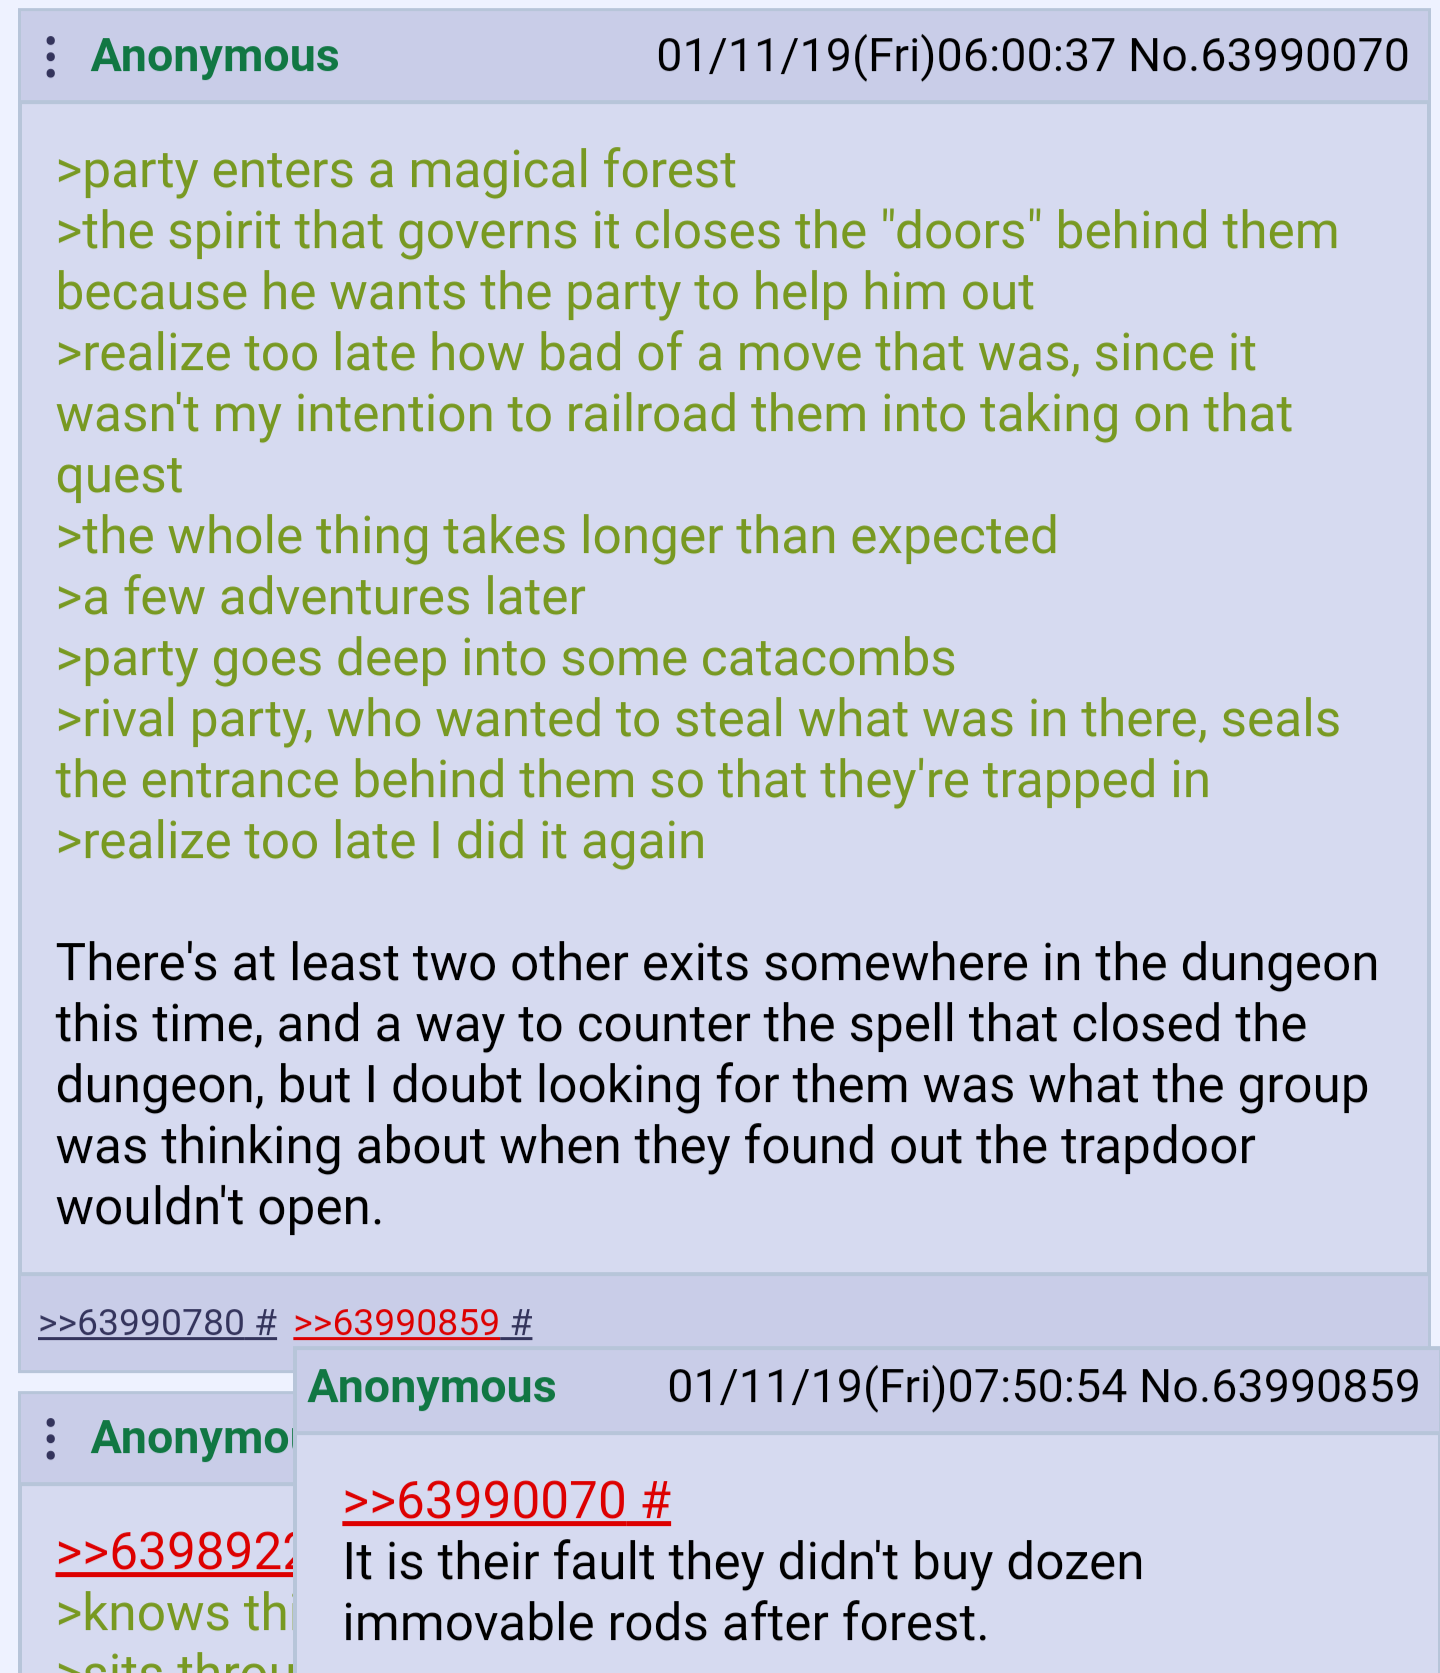 Anonymous 01/11/19(Fri)06:00:37 No.63990070
>party enters a magical forest
>the spirit that governs it closes the "doors" behind them
because he wants the party to help him out
>realize too late how bad of a move that was, since it
wasn't my intention to railroad them into taking on that
quest
>the whole thing takes longer than expected
>a few adventures later
>party goes deep into some catacombs
>rival party, who wanted to steal what was in there, seals
the entrance behind them so that they're trapped in
>realize too late I did it again
There's at least two other exits somewhere in the dungeon
this time, and a way to counter the spell that closed the
dungeon, but I doubt looking for them was what the group
was thinking about when they found out the trapdoor
wouldn't open.
>>63990780 # >>63990859 #
Anonymous 01/11/19(Fri)07:50:54 No.63990859
>>63990070 #
It is their fault they didn't buy dozen
immovable rods after forest.
Anonymo
>>6398922
>knows thi
>sits throu